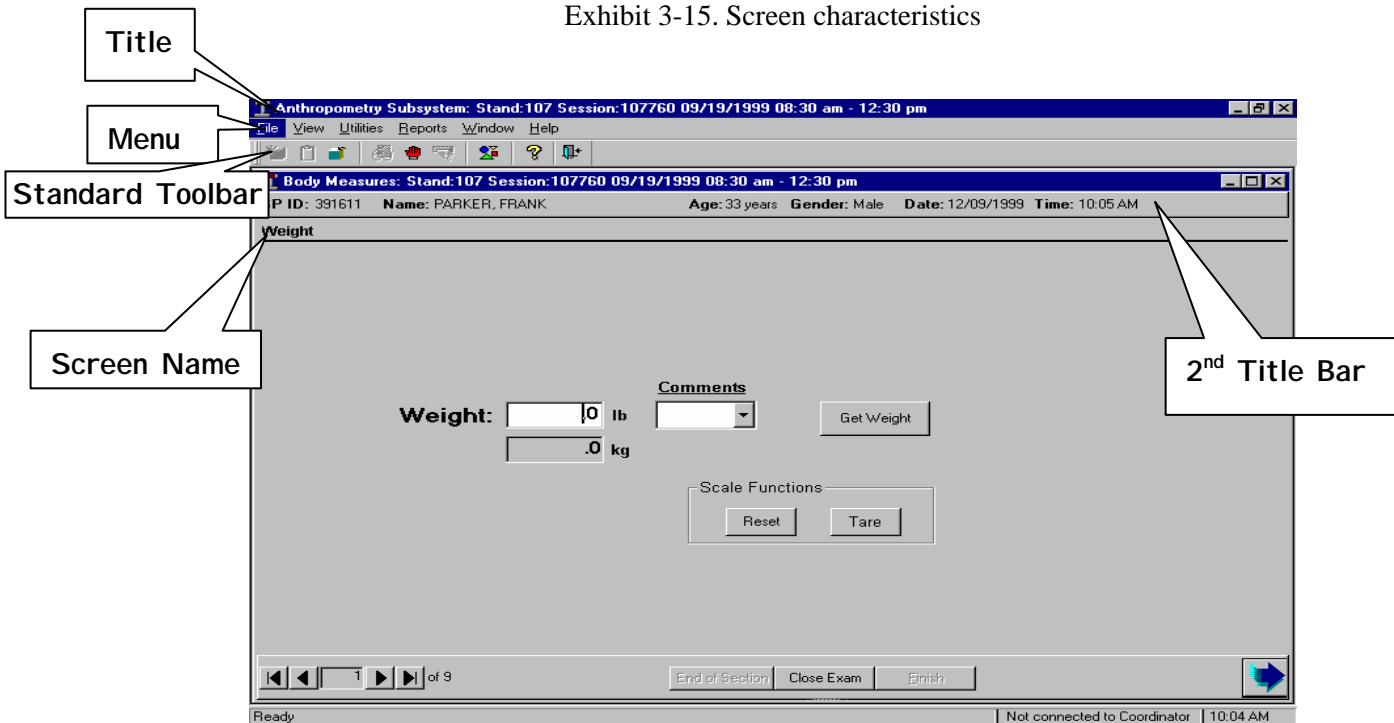 Exhibit 3-15. Screen characteristics
Title
Anthropometry Subsystem: Stand:107 Session:107760 09/19/1999 08:30 am - 12:30 pm
Menu
File View Utilities Reports Window Help
Standard Toolbar
Body Measures: Stand:107 Session:107760 09/19/1999 08:30 am - 12:30 pm
SP ID: 391611 Name: PARKER, FRANK Age: 33 years Gender: Male Date: 12/09/1999 Time: 10:05 AM
Weight
Screen Name
2nd Title Bar
Comments
Weight: .0 lb
Get Weight
.0 kg
Scale Functions
Reset Tare
1 of 9 End of Section Close Exam Finish
Ready Not connected to Coordinator 10:04 AM